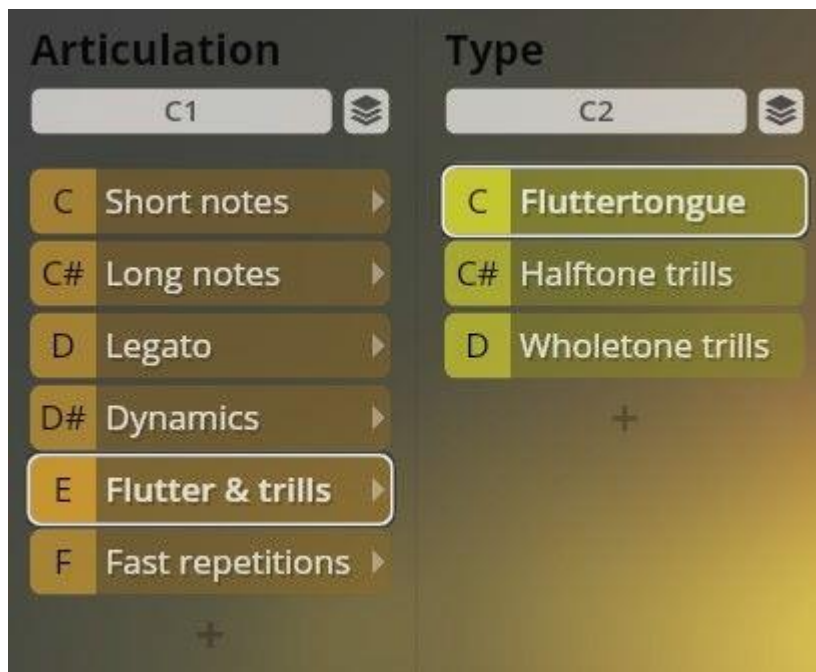 Articulation
C1
C Short notes
C# Long notes
D Legato
D# Dynamics
E Flutter & trills
F Fast repetitions
+
Type
C2
C Fluttertongue
C# Halftone trills
D Wholetone trills
+